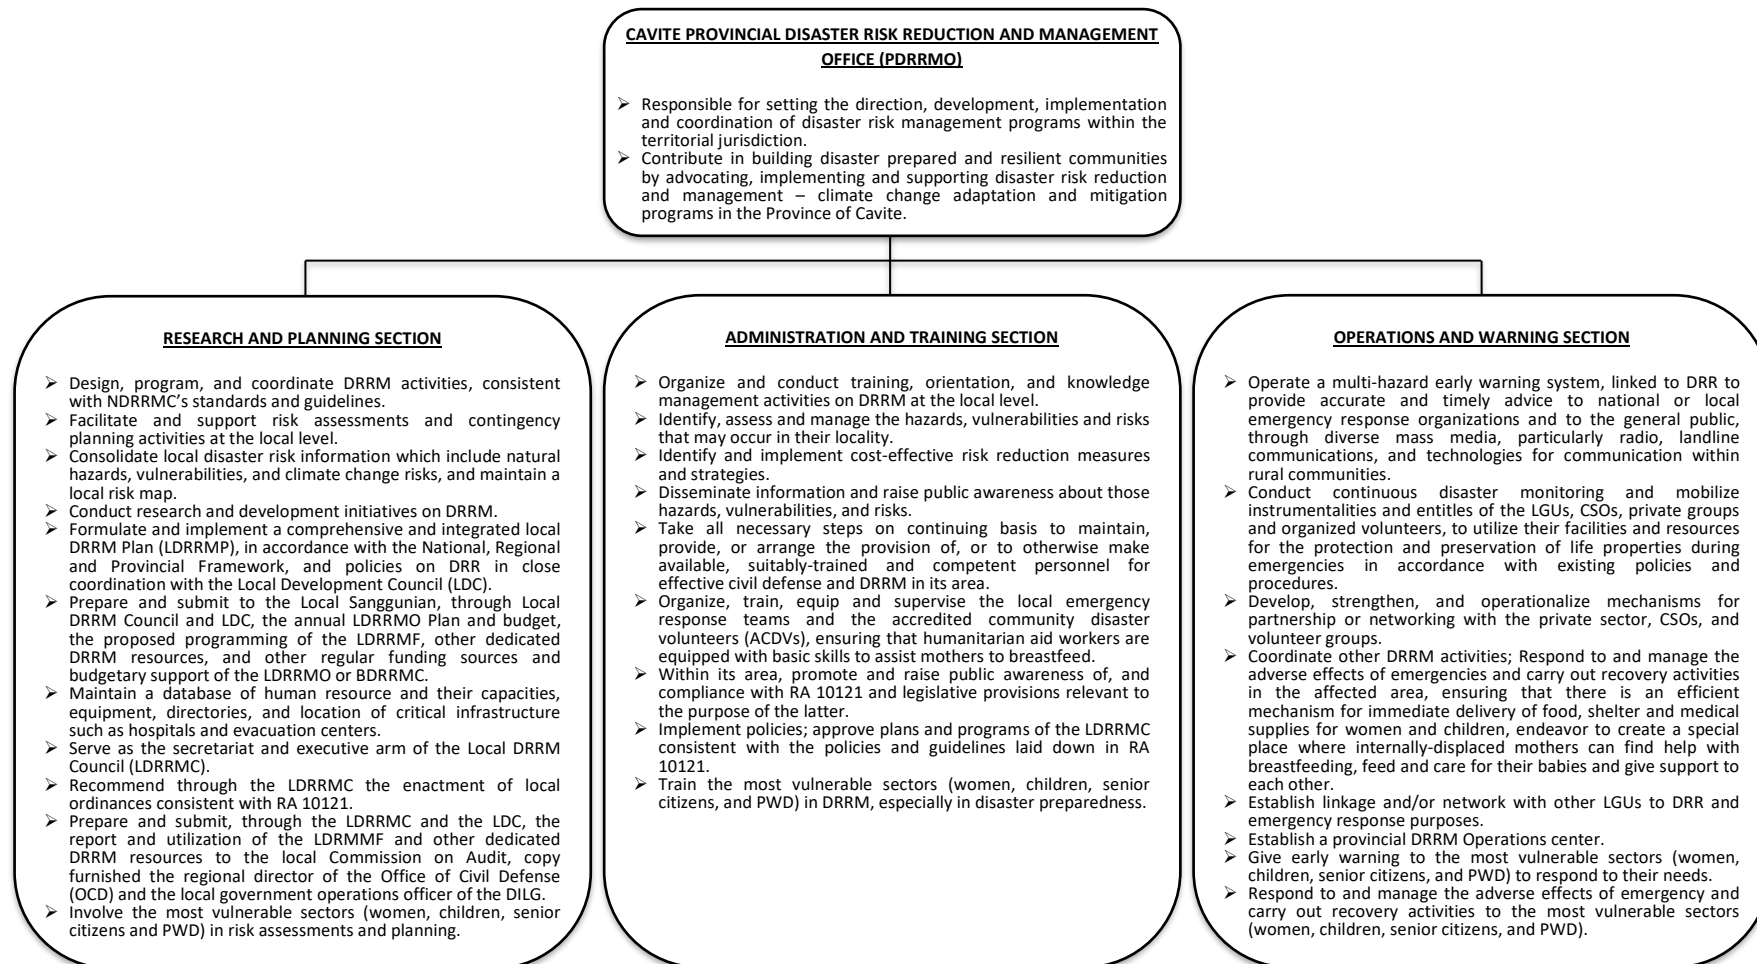 CAVITE PROVINCIAL DISASTER RISK REDUCTION AND MANAGEMENT
OFFICE (PDRRMO)
➢ Responsible for setting the direction, development, implementation
and coordination of disaster risk management programs within the
territorial jurisdiction.
➢ Contribute in building disaster prepared and resilient communities
by advocating, implementing and supporting disaster risk reduction
and management – climate change adaptation and mitigation
programs in the Province of Cavite.
RESEARCH AND PLANNING SECTION
➢ Design, program, and coordinate DRRM activities, consistent
with NDRRMC’s standards and guidelines.
➢ Facilitate and support risk assessments and contingency
planning activities at the local level.
➢ Consolidate local disaster risk information which include natural
hazards, vulnerabilities, and climate change risks, and maintain a
local risk map.
➢ Conduct research and development initiatives on DRRM.
➢ Formulate and implement a comprehensive and integrated local
DRRM Plan (LDRRMP), in accordance with the National, Regional
and Provincial Framework, and policies on DRR in close
coordination with the Local Development Council (LDC).
➢ Prepare and submit to the Local Sanggunian, through Local
DRRM Council and LDC, the annual LDRRMO Plan and budget,
the proposed programming of the LDRRMF, other dedicated
DRRM resources, and other regular funding sources and
budgetary support of the LDRRMO or BDRRMC.
➢ Maintain a database of human resource and their capacities,
equipment, directories, and location of critical infrastructure
such as hospitals and evacuation centers.
➢ Serve as the secretariat and executive arm of the Local DRRM
Council (LDRRMC).
➢ Recommend through the LDRRMC the enactment of local
ordinances consistent with RA 10121.
➢ Prepare and submit, through the LDRRMC and the LDC, the
report and utilization of the LDRMMF and other dedicated
DRRM resources to the local Commission on Audit, copy
furnished the regional director of the Office of Civil Defense
(OCD) and the local government operations officer of the DILG.
➢ Involve the most vulnerable sectors (women, children, senior
citizens and PWD) in risk assessments and planning.
ADMINISTRATION AND TRAINING SECTION
➢ Organize and conduct training, orientation, and knowledge
management activities on DRRM at the local level.
➢ Identify, assess and manage the hazards, vulnerabilities and risks
that may occur in their locality.
➢ Identify and implement cost-effective risk reduction measures
and strategies.
➢ Disseminate information and raise public awareness about those
hazards, vulnerabilities, and risks.
➢ Take all necessary steps on continuing basis to maintain,
provide, or arrange the provision of, or to otherwise make
available, suitably-trained and competent personnel for
effective civil defense and DRRM in its area.
➢ Organize, train, equip and supervise the local emergency
response teams and the accredited community disaster
volunteers (ACDVs), ensuring that humanitarian aid workers are
equipped with basic skills to assist mothers to breastfeed.
➢ Within its area, promote and raise public awareness of, and
compliance with RA 10121 and legislative provisions relevant to
the purpose of the latter.
➢ Implement policies; approve plans and programs of the LDRRMC
consistent with the policies and guidelines laid down in RA
10121.
➢ Train the most vulnerable sectors (women, children, senior
citizens, and PWD) in DRRM, especially in disaster preparedness.
OPERATIONS AND WARNING SECTION
➢ Operate a multi-hazard early warning system, linked to DRR to
provide accurate and timely advice to national or local
emergency response organizations and to the general public,
through diverse mass media, particularly radio, landline
communications, and technologies for communication within
rural communities.
➢ Conduct continuous disaster monitoring and mobilize
instrumentalities and entitles of the LGUs, CSOs, private groups
and organized volunteers, to utilize their facilities and resources
for the protection and preservation of life properties during
emergencies in accordance with existing policies and
procedures.
➢ Develop, strengthen, and operationalize mechanisms for
partnership or networking with the private sector, CSOs, and
volunteer groups.
➢ Coordinate other DRRM activities; Respond to and manage the
adverse effects of emergencies and carry out recovery activities
in the affected area, ensuring that there is an efficient
mechanism for immediate delivery of food, shelter and medical
supplies for women and children, endeavor to create a special
place where internally-displaced mothers can find help with
breastfeeding, feed and care for their babies and give support to
each other.
➢ Establish linkage and/or network with other LGUs to DRR and
emergency response purposes.
➢ Establish a provincial DRRM Operations center.
➢ Give early warning to the most vulnerable sectors (women,
children, senior citizens, and PWD) to respond to their needs.
➢ Respond to and manage the adverse effects of emergency and
carry out recovery activities to the most vulnerable sectors
(women, children, senior citizens, and PWD).